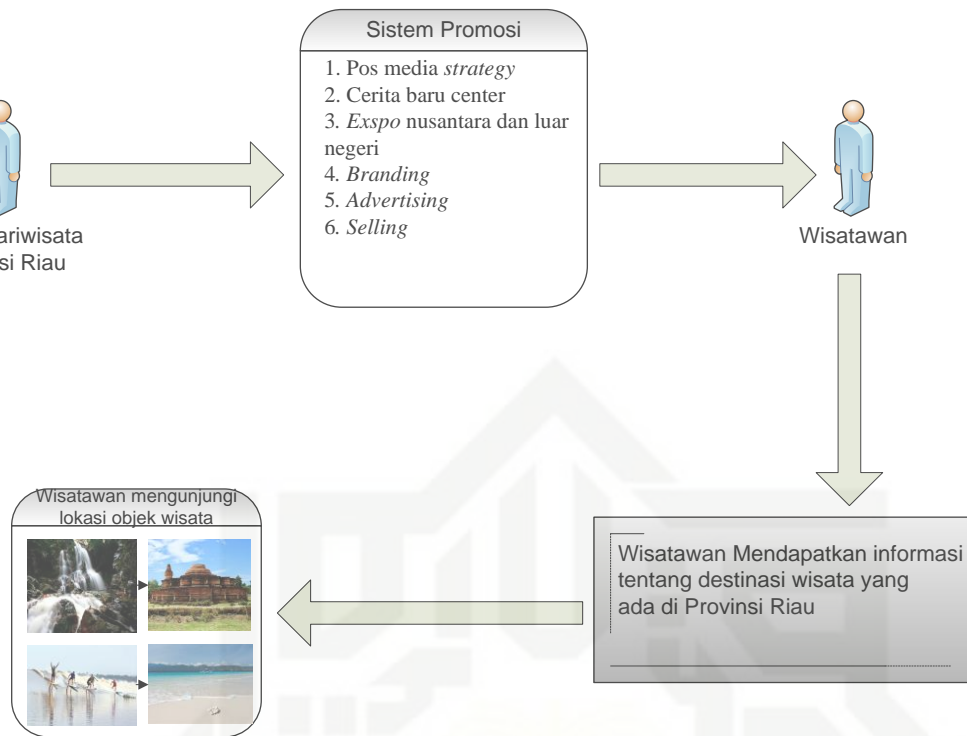 Sistem Promosi
1. Pos media strategy
2. Cerita baru center
3. Exspo nusantara dan luar
negeri
4. Branding
5. Advertising
6. Selling
ariwisata
si Riau
Wisatawan
Wisatawan mengunjungi
lokasi objek wisata
Wisatawan Mendapatkan informasi
tentang destinasi wisata yang
ada di Provinsi Riau